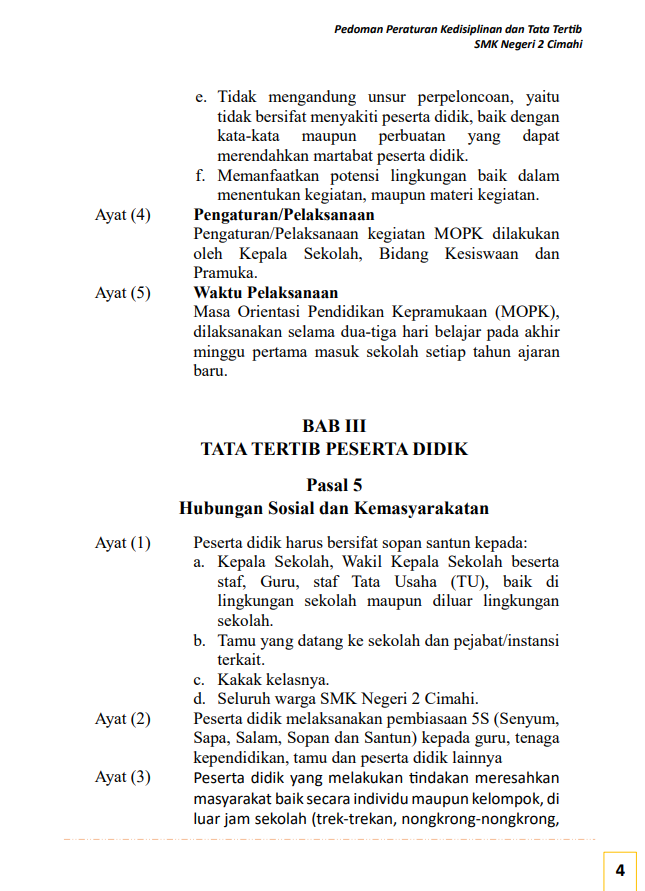 Pedoman Peraturan Kedisiplinan dan Tata Tertib
SMK Negeri 2 Cimahi
e. Tidak mengandung unsur perpeloncoan, yaitu
tidak bersifat menyakiti peserta didik, baik dengan
kata-kata maupun perbuatan yang dapat
merendahkan martabat peserta didik.
f. Memanfaatkan potensi lingkungan baik dalam
menentukan kegiatan, maupun materi kegiatan.
Ayat (4) Pengaturan/Pelaksanaan
Pengaturan/Pelaksanaan kegiatan MOPK dilakukan
oleh Kepala Sekolah, Bidang Kesiswaan dan
Pramuka.
Ayat (5) Waktu Pelaksanaan
Masa Orientasi Pendidikan Kepramukaan (MOPK),
dilaksanakan selama dua-tiga hari belajar pada akhir
minggu pertama masuk sekolah setiap tahun ajaran
baru.
BAB III
TATA TERTIB PESERTA DIDIK
Pasal 5
Hubungan Sosial dan Kemasyarakatan
Ayat (1) Peserta didik harus bersifat sopan santun kepada:
a. Kepala Sekolah, Wakil Kepala Sekolah beserta
staf, Guru, staf Tata Usaha (TU), baik di
lingkungan sekolah maupun diluar lingkungan
sekolah.
b. Tamu yang datang ke sekolah dan pejabat/instansi
terkait.
c. Kakak kelasnya.
d. Seluruh warga SMK Negeri 2 Cimahi.
Ayat (2) Peserta didik melaksanakan pembiasaan 5S (Senyum,
Sapa, Salam, Sopan dan Santun) kepada guru, tenaga
kependidikan, tamu dan peserta didik lainnya
Ayat (3) Peserta didik yang melakukan tindakan meresahkan
masyarakat baik secara individu maupun kelompok, di
luar jam sekolah (trek-trekan, nongkrong-nongkrong,
4